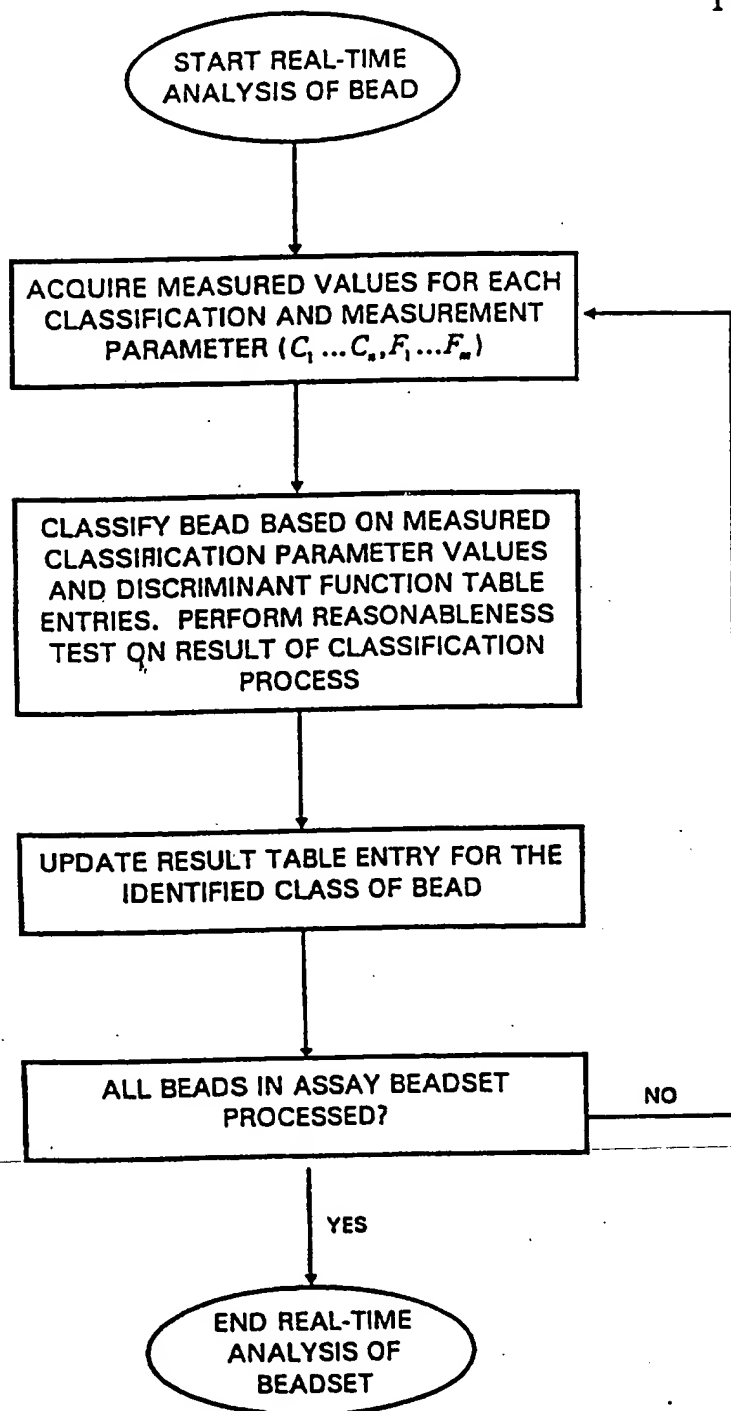 START REAL-TIME
ANALYSIS OF BEAD
ACQUIRE MEASURED VALUES FOR EACH
CLASSIFICATION AND MEASUREMENT
PARAMETER (C₁ ... Cₙ, F₁ ... Fₘ)
CLASSIFY BEAD BASED ON MEASURED
CLASSIFICATION PARAMETER VALUES
AND DISCRIMINANT FUNCTION TABLE
ENTRIES. PERFORM REASONABLENESS
TEST ON RESULT OF CLASSIFICATION
PROCESS
UPDATE RESULT TABLE ENTRY FOR THE
IDENTIFIED CLASS OF BEAD
ALL BEADS IN ASSAY BEADSET
PROCESSED?
NO
YES
END REAL-TIME
ANALYSIS OF
BEADSET